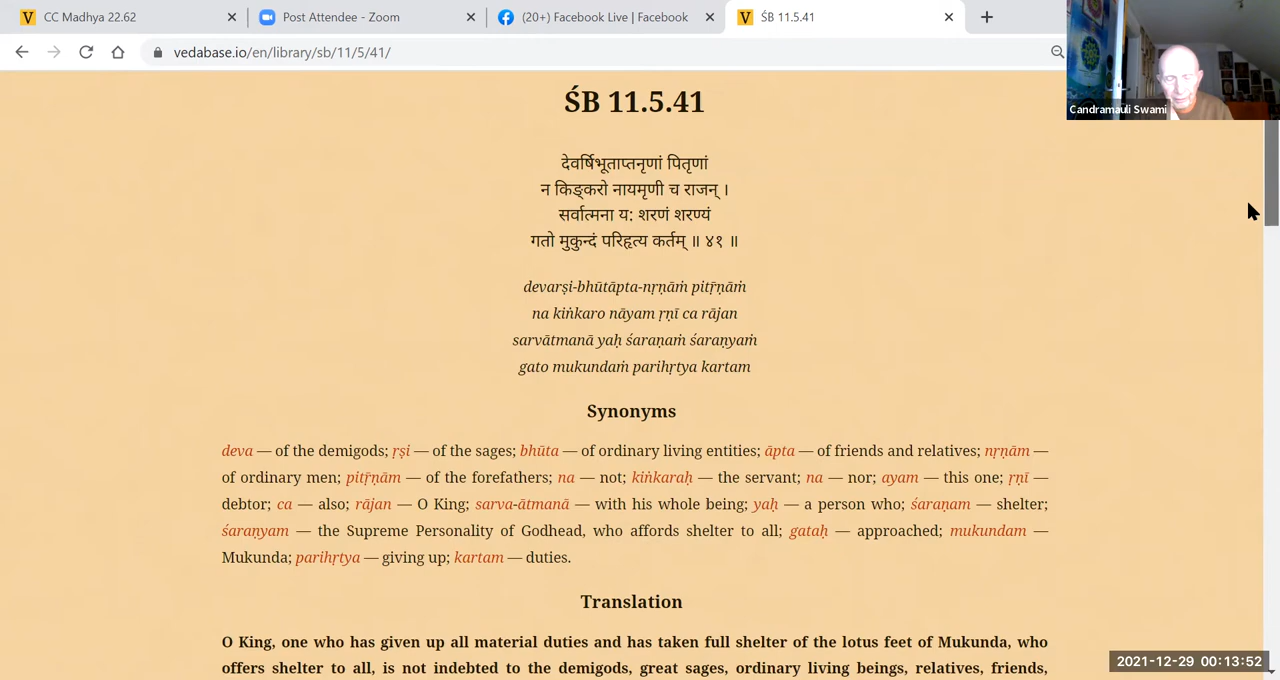 CC Madhya 22.62
Post Attendee - Zoom
(20+) Facebook Live | Facebook
ŚB 11.5.41
vedabase.io/en/library/sb/11/5/41/
Candramauli Swami
ŚB 11.5.41
देवर्षिभूताप्तनृणां पितृणां
न किङ्करो नायमृणी च राजन् ।
सर्वात्मना य: शरणं शरण्यं
गतो मुकुन्दं परिहृत्य कर्तम् ॥ ४१ ॥
devarṣi-bhūtāpta-nṛṇāṁ pitṝṇāṁ
na kiṅkaro nāyam ṛṇī ca rājan
sarvātmanā yaḥ śaraṇaṁ śaraṇyaṁ
gato mukundaṁ parihṛtya kartam
Synonyms
deva — of the demigods; ṛṣi — of the sages; bhūta — of ordinary living entities; āpta — of friends and relatives; nṛṇām —
of ordinary men; pitṝṇām — of the forefathers; na — not; kiṅkaraḥ — the servant; na — nor; ayam — this one; ṛṇī —
debtor; ca — also; rājan — O King; sarva-ātmanā — with his whole being; yaḥ — a person who; śaraṇam — shelter;
śaraṇyam — the Supreme Personality of Godhead, who affords shelter to all; gataḥ — approached; mukundam —
Mukunda; parihṛtya — giving up; kartam — duties.
Translation
O King, one who has given up all material duties and has taken full shelter of the lotus feet of Mukunda, who
offers shelter to all, is not indebted to the demigods, great sages, ordinary living beings, relatives, friends,
2021-12-29 00:13:52